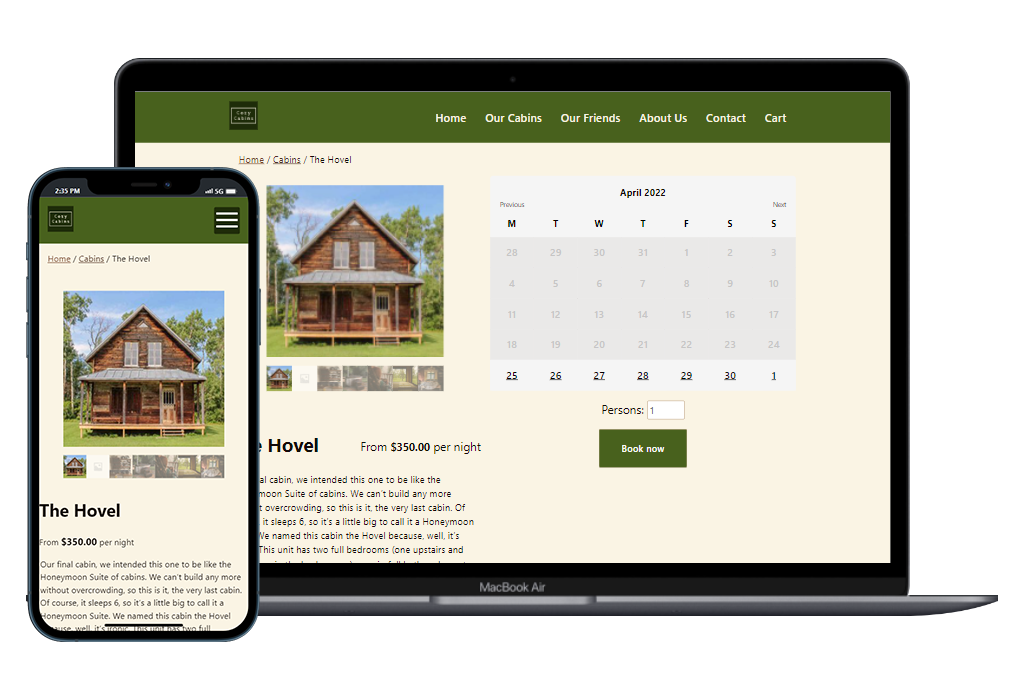 Cozy
Cabins
Home Our Cabins Our Friends About Us Contact Cart
Home / Cabins / The Hovel
April 2022
Previous Next
M T W T F S S
28 29 30 31 1 2 3
4 5 6 7 8 9 10
11 12 13 14 15 16 17
18 19 20 21 22 23 24
25 26 27 28 29 30 1
Persons: 1
Book now
Hovel From $350.00 per night
al cabin, we intended this one to be like the
moon Suite of cabins. We can't build any more
t overcrowding, so this is it, the very last cabin. Of
it sleeps 6, so it's a little big to call it a Honeymoon
We named this cabin the Hovel because, well, it's
This unit has two full bedrooms (one upstairs and
MacBook Air
2:35 PM 5G
Cozy
Cabins
Home / Cabins / The Hovel
The Hovel
From $350.00 per night
Our final cabin, we intended this one to be like the
Honeymoon Suite of cabins. We can't build any more
without overcrowding, so this is it, the very last cabin.
Of course, it sleeps 6, so it's a little big to call it a
Honeymoon Suite. We named this cabin the Hovel
because, well, it's ironic. This unit has two full